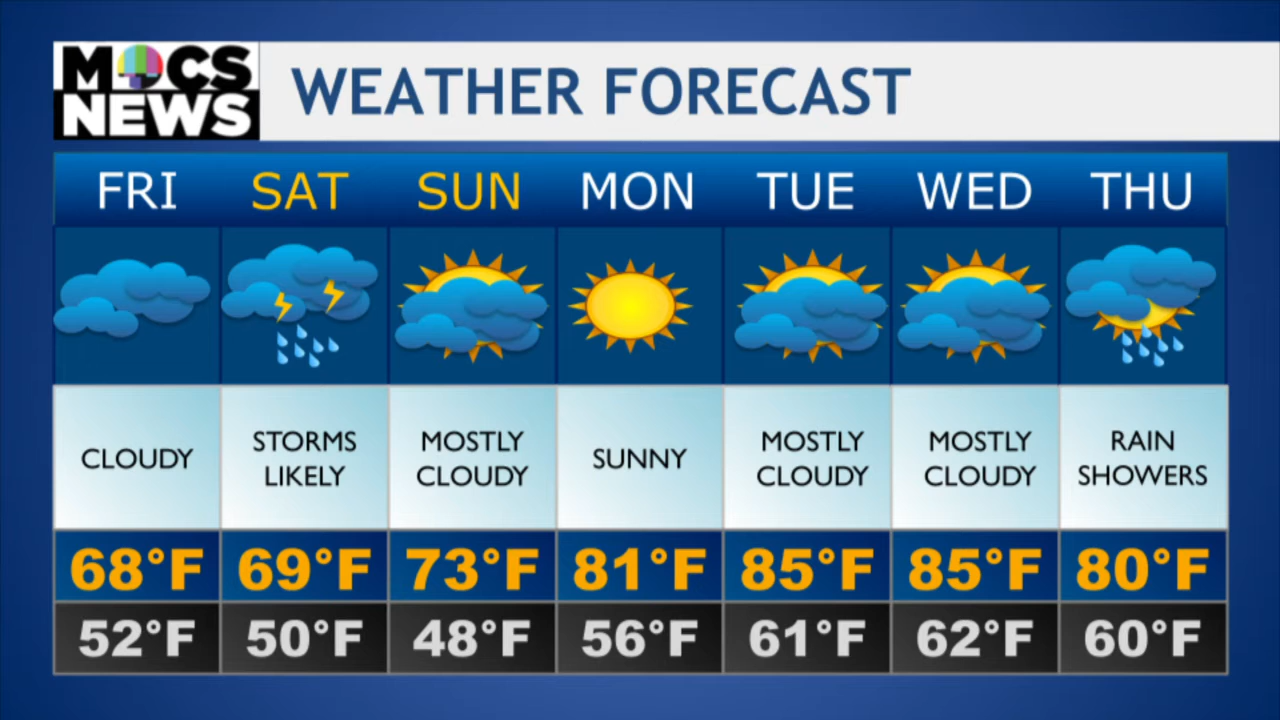 MOCS
NEWS
WEATHER FORECAST
FRI SAT SUN MON TUE WED THU
CLOUDY
STORMS
LIKELY
MOSTLY
CLOUDY
SUNNY
MOSTLY
CLOUDY
MOSTLY
CLOUDY
RAIN
SHOWERS
68°F 69°F 73°F 81°F 85°F 85°F 80°F
52°F 50°F 48°F 56°F 61°F 62°F 60°F